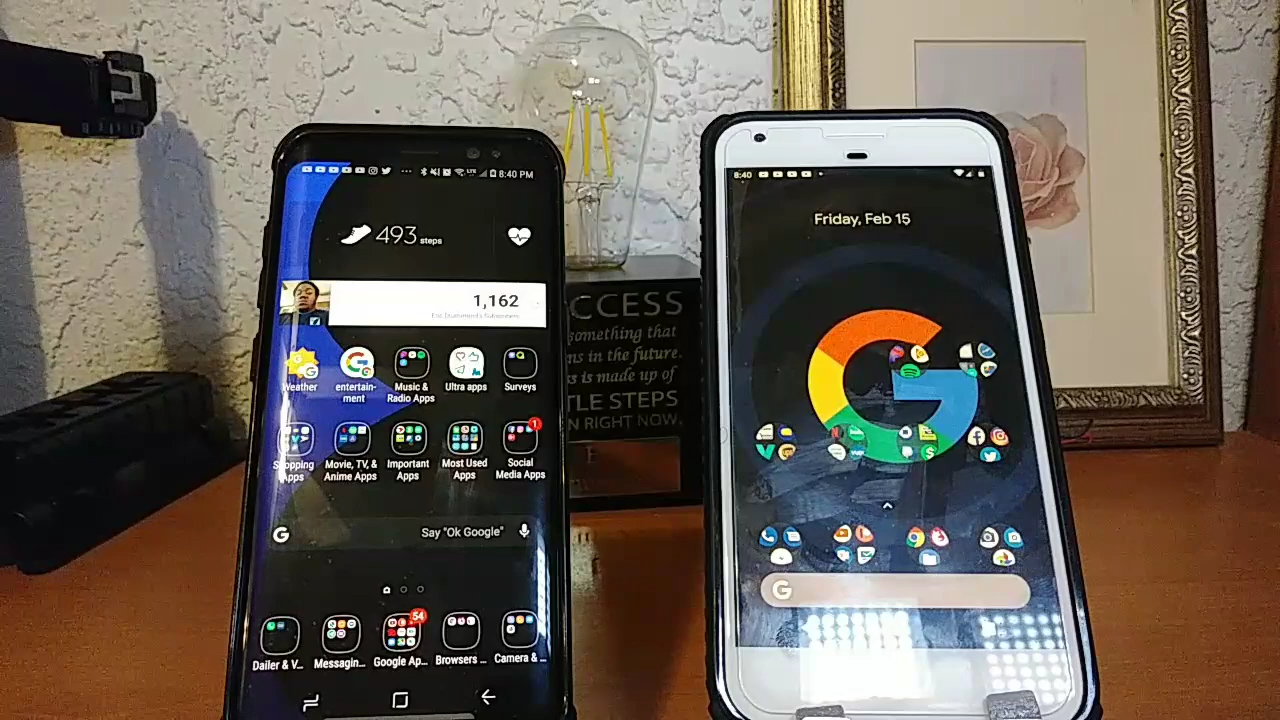 8:40 PM
493 steps
1,162
Weather
entertain-
ment
Music &
Radio Apps
Ultra apps
Surveys
Shopping
Apps
Movie, TV, &
Anime Apps
Important
Apps
Most Used
Apps
1
Social
Media Apps
G Say "Ok Google"
54
Dailer & V...
Messagin...
Google Ap...
Browsers ...
Camera & ...
CCESS
something that
ns in the future.
is made up of
TLE STEPS
N RIGHT NOW.
8:40
Friday, Feb 15
G
G